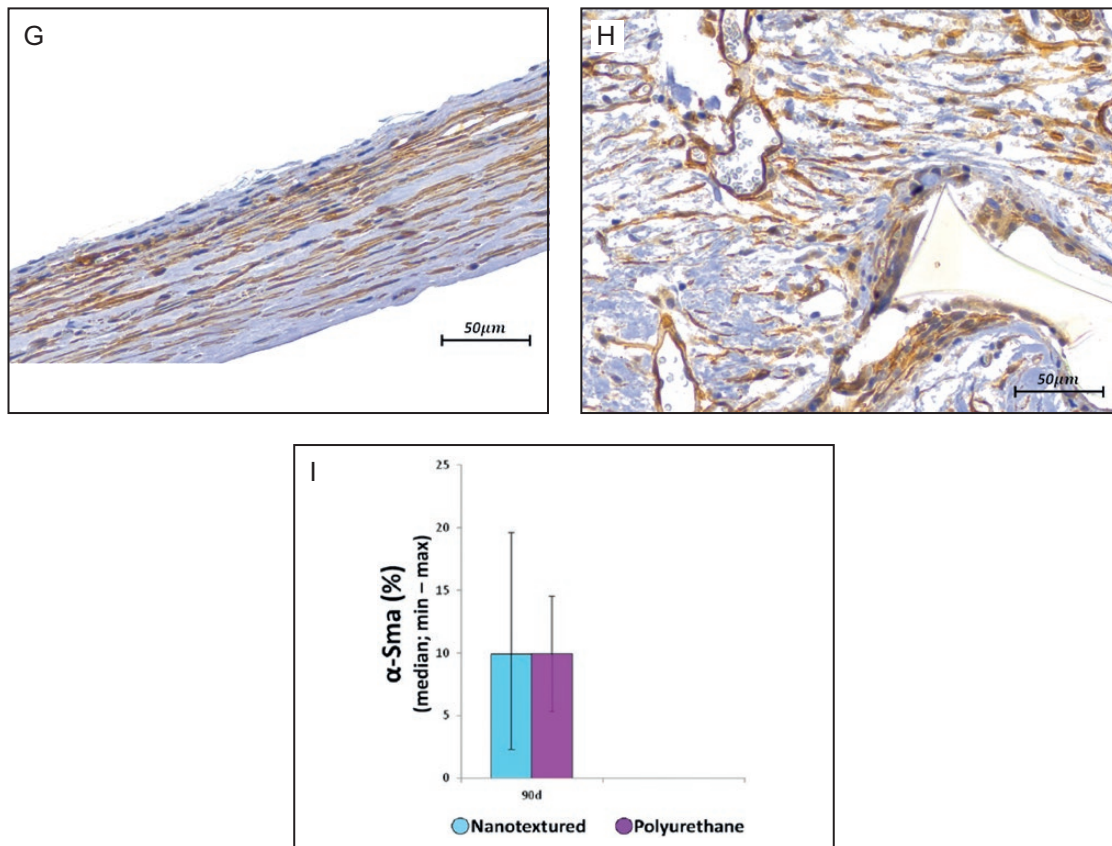 G
50µm
H
50µm
I
α-Sma (%)
(median; min – max)
25
20
15
10
5
0
90d
Nanotextured
Polyurethane